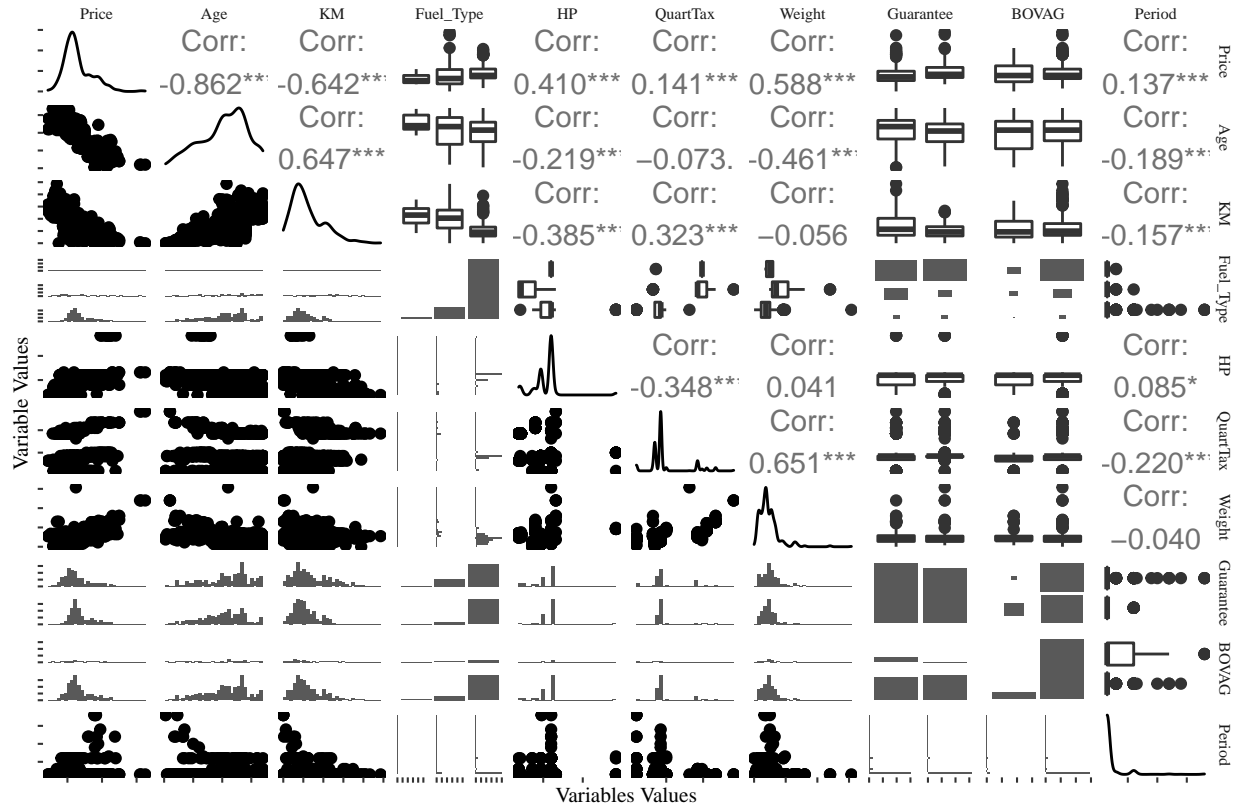 Price Age KM Fuel_Type HP QuartTax Weight Guarantee BOVAG Period
Corr: Corr: Corr: Corr: Corr: Corr:
-0.862*** -0.642*** 0.410*** 0.141*** 0.588*** 0.137***
Price
Corr: Corr: Corr: Corr: Corr:
0.647*** -0.219*** −0.073. -0.461*** -0.189***
Age
Corr: Corr: Corr: Corr:
-0.385*** 0.323*** −0.056 -0.157***
KM
Fuel_Type
Corr: Corr: Corr:
-0.348*** 0.041 0.085*
HP
Corr: Corr:
0.651*** -0.220***
QuartTax
Corr:
−0.040
Weight
Guarantee
BOVAG
Period
Variable Values
Variables Values